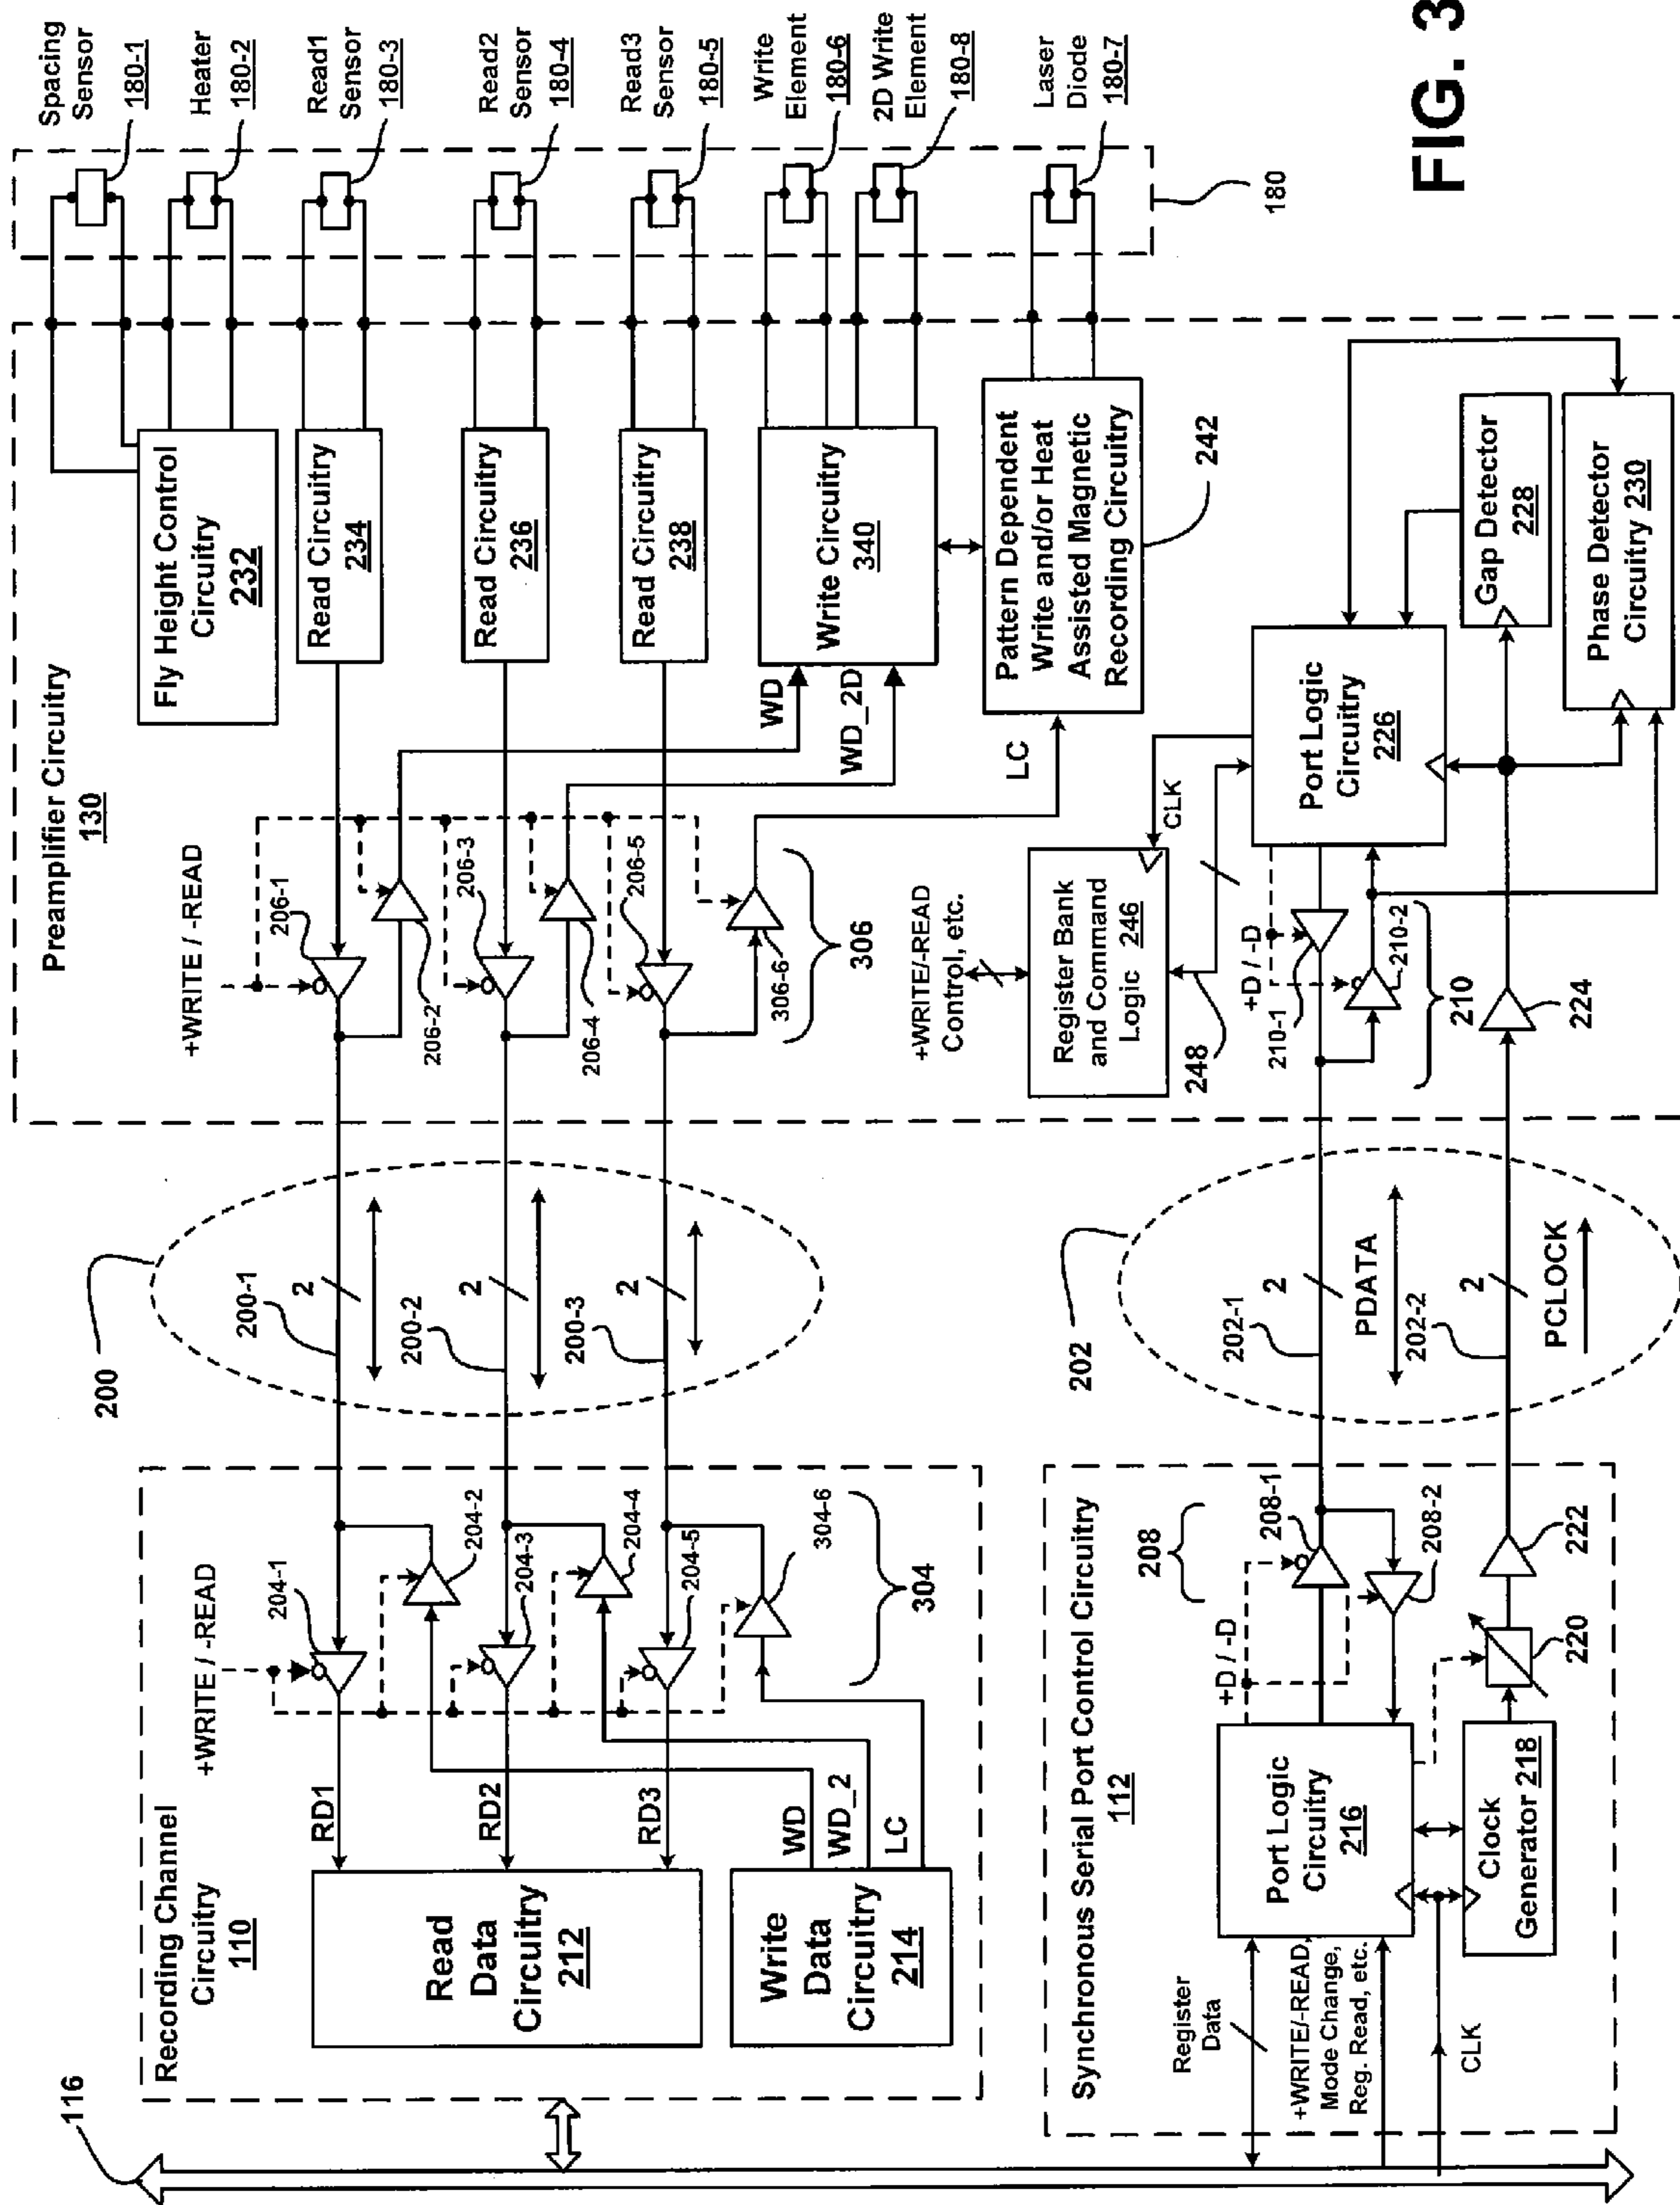 116
Recording Channel
Circuitry
110
Read
Data
Circuitry
212
Write
Data
Circuitry
214
RD1
RD2
RD3
WD
WD_2
LC
+WRITE / -READ
204-1
204-2
204-3
204-4
204-5
304-6
304
200
200-1
200-2
200-3
2
2
2
Preamplifier Circuitry
130
+WRITE / -READ
206-1
206-2
206-3
206-4
206-5
306-6
306
WD
WD_2D
LC
Fly Height Control
Circuitry
232
Read Circuitry
234
Read Circuitry
236
Read Circuitry
238
Write Circuitry
340
Pattern Dependent
Write and/or Heat
Assisted Magnetic
Recording Circuitry
242
Spacing
Sensor
180-1
Heater
180-2
Read1
Sensor
180-3
Read2
Sensor
180-4
Read3
Sensor
180-5
Write
Element
180-6
2D Write
Element
180-8
Laser
Diode
180-7
180
Synchronous Serial Port Control Circuitry
112
Register
Data
+WRITE/-READ,
Mode Change,
Reg. Read, etc.
CLK
Port Logic
Circuitry
216
Clock
Generator 218
+D / -D
208
208-1
208-2
220
222
202
202-1
2
PDATA
202-2
2
PCLOCK
+WRITE/-READ
Control, etc.
Register Bank
and Command
Logic 246
248
CLK
+D / -D
210-1
210-2
210
224
Port Logic
Circuitry
226
Gap Detector
228
Phase Detector
Circuitry 230
FIG. 3